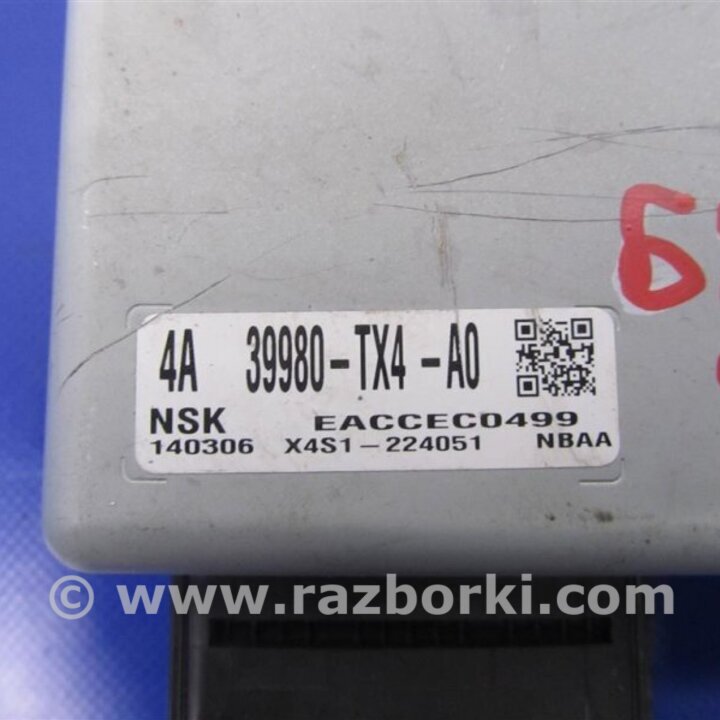 4A 39980-TX4-A0
NSK EACCEC0499
140306 X4S1-224051 NBAA
© www.razborki.com